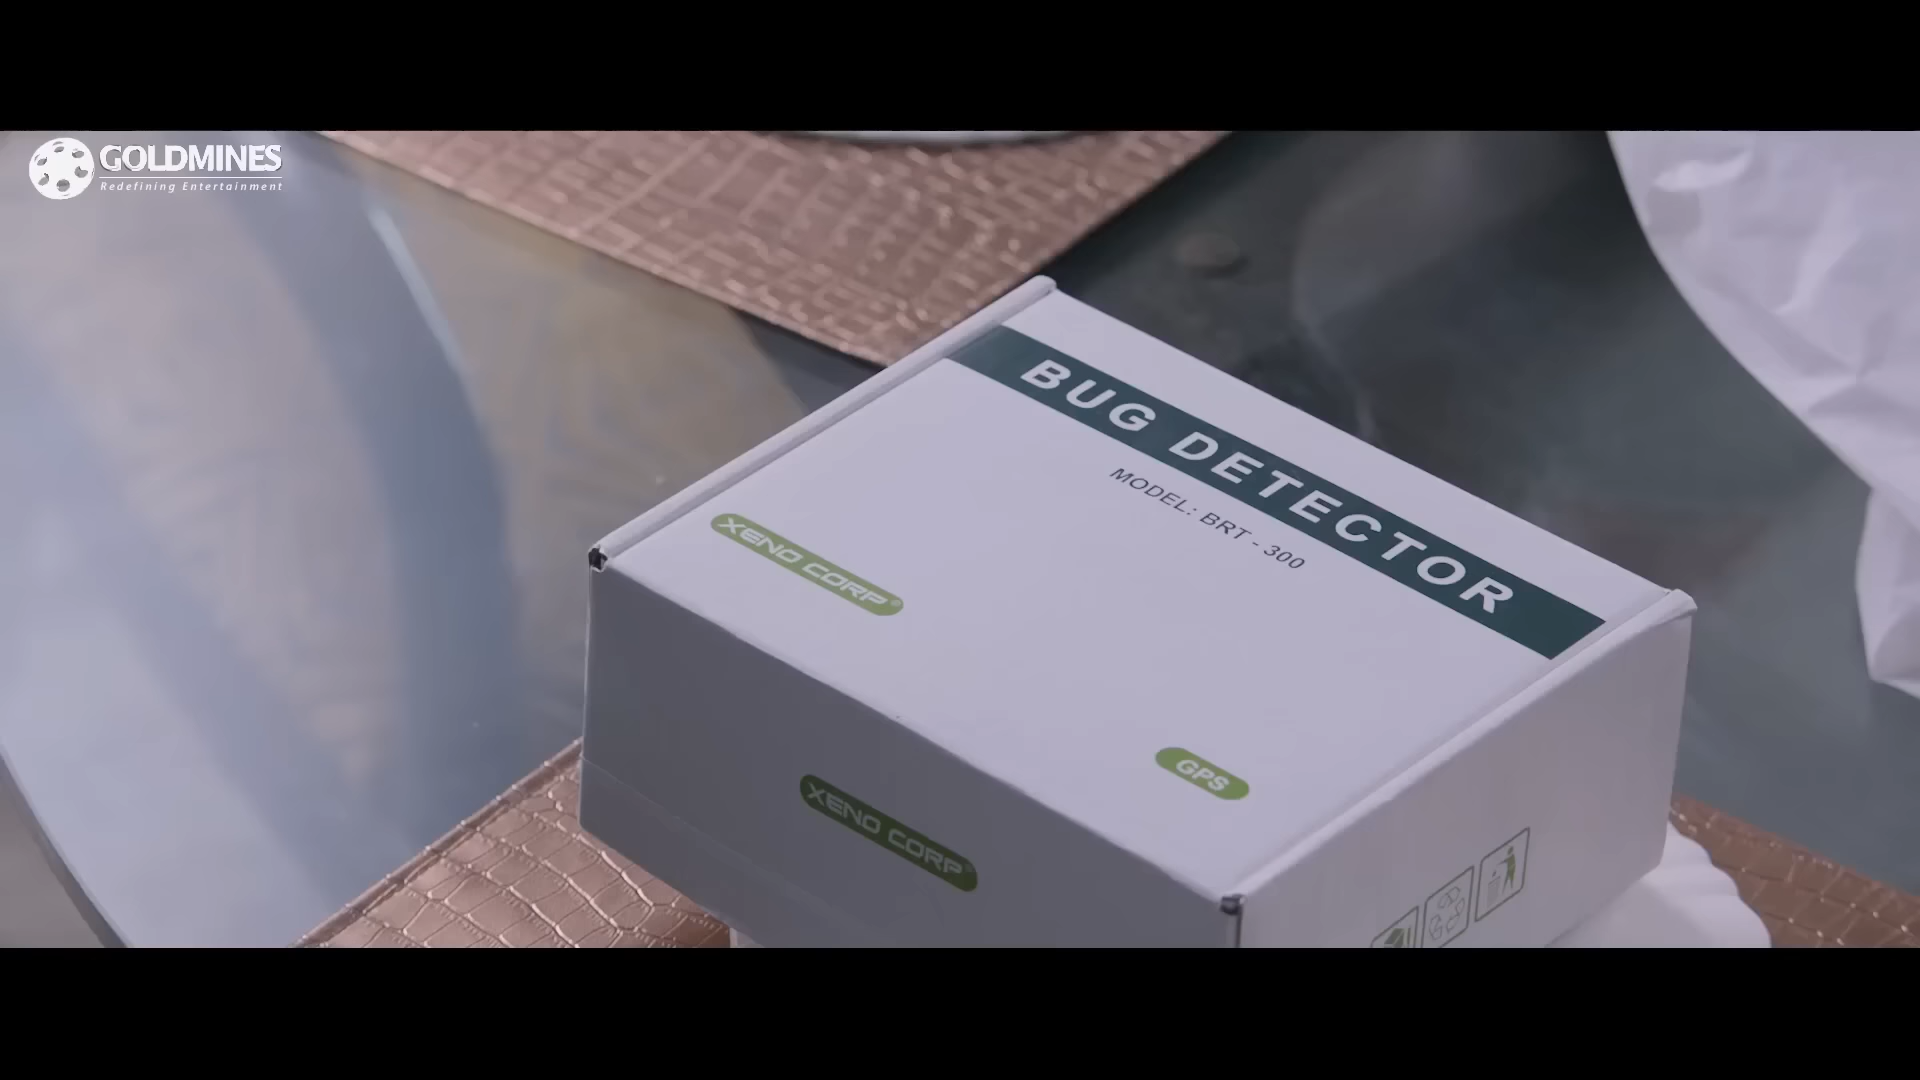 GOLDMINES
Redefining Entertainment
BUG DETECTOR
MODEL: BRT - 300
XENO CORP®
GPS
XENO CORP®